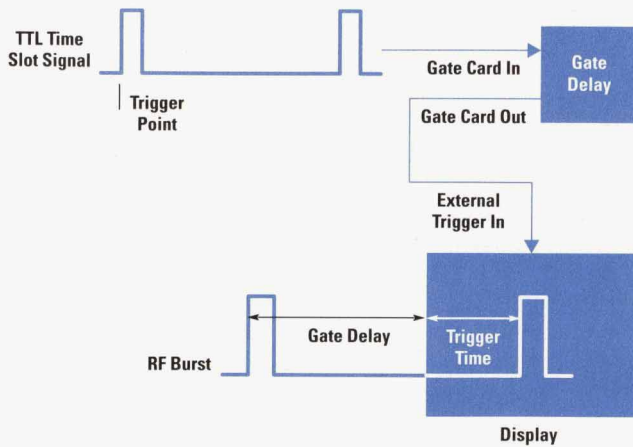 TTL Time
Slot Signal
Trigger
Point
Gate Card In
Gate
Delay
Gate Card Out
External
Trigger In
Gate Delay
Trigger
Time
RF Burst
Display